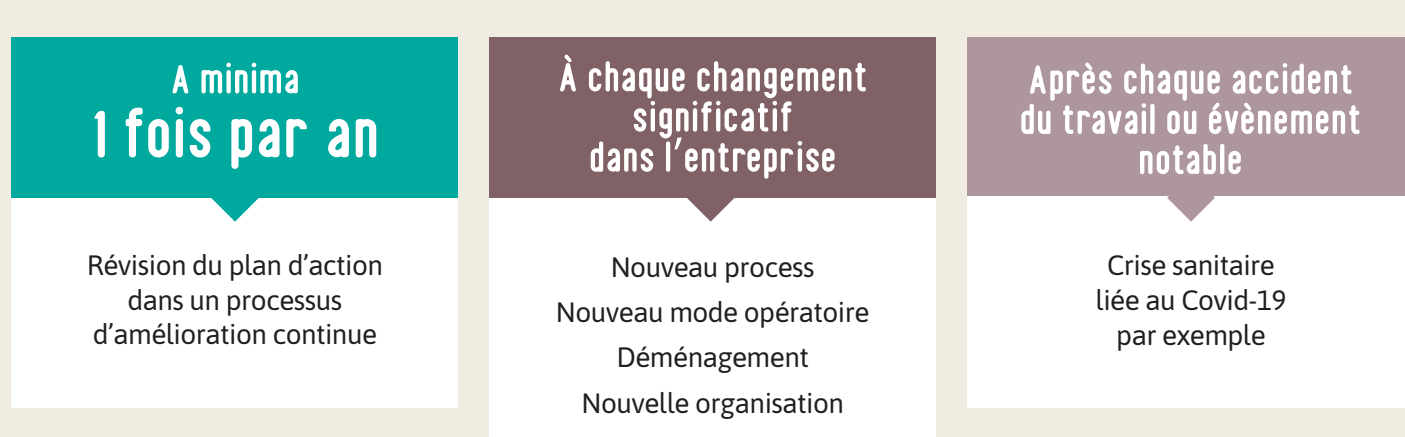 A minima
1 fois par an
Révision du plan d'action
dans un processus
d'amélioration continue
À chaque changement
significatif
dans l'entreprise
Nouveau process
Nouveau mode opératoire
Déménagement
Nouvelle organisation
Après chaque accident
du travail ou évènement
notable
Crise sanitaire
liée au Covid-19
par exemple